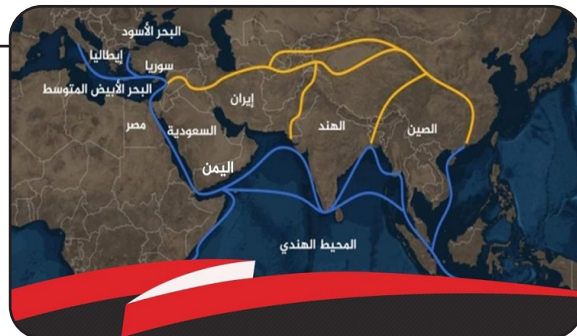 البحر الأسود
إيطاليا
سوريا
البحر الأبيض المتوسط
إيران
مصر
السعودية
الهند
الصين
اليمن
المحيط الهندي